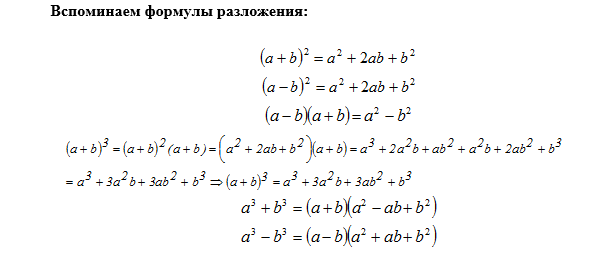 Вспоминаем формулы разложения:
(a + b)² = a² + 2ab + b²
(a − b)² = a² + 2ab + b²
(a − b)(a + b) = a² − b²
(a + b)³ = (a + b)² (a + b) = (a² + 2ab + b²)(a + b) = a³ + 2a²b + ab² + a²b + 2ab² + b³
= a³ + 3a²b + 3ab² + b³ ⇒ (a + b)³ = a³ + 3a²b + 3ab² + b³
a³ + b³ = (a + b)(a² − ab + b²)
a³ − b³ = (a − b)(a² + ab + b²)